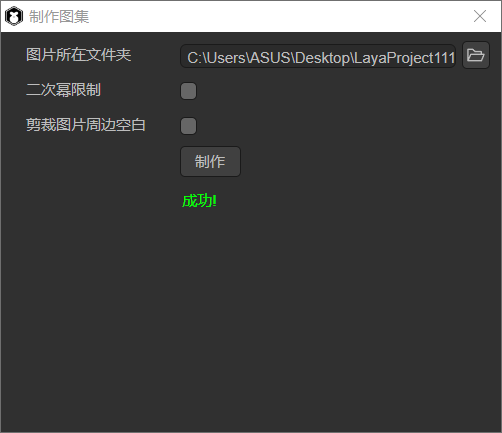 制作图集
图片所在文件夹
C:\Users\ASUS\Desktop\LayaProject111
二次幂限制
剪裁图片周边空白
制作
成功!